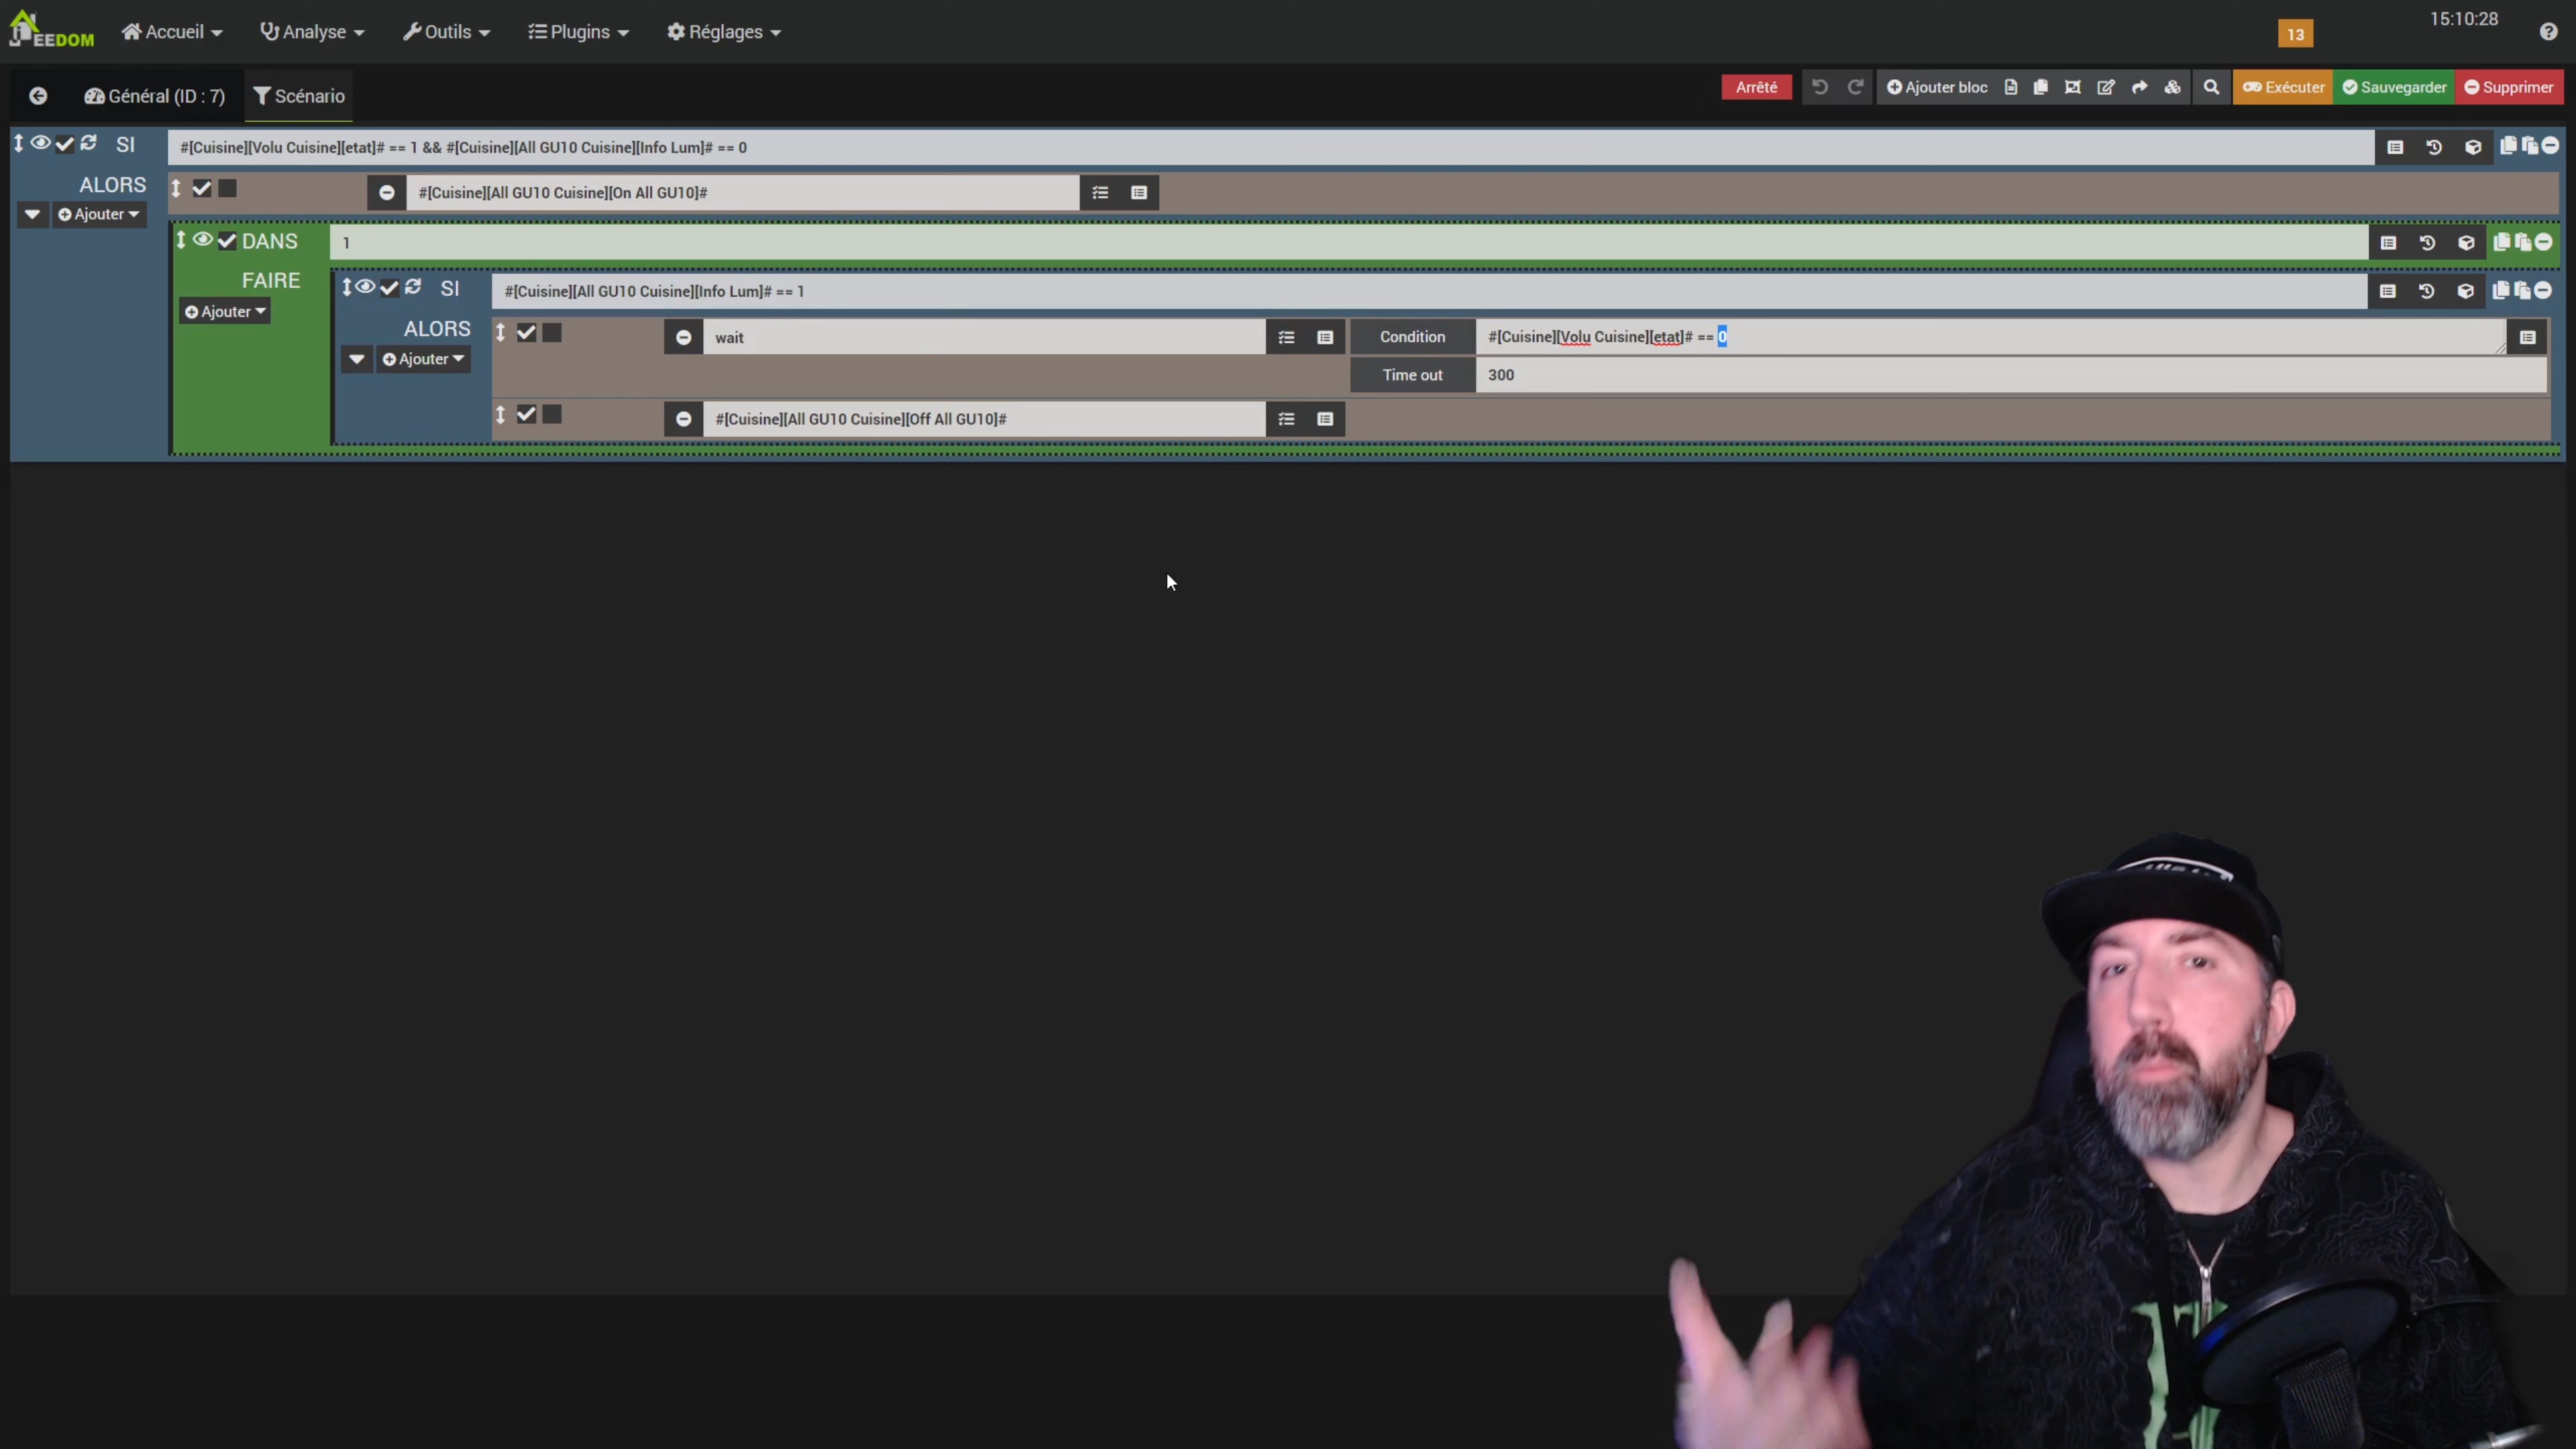 JEEDOM Accueil Analyse Outils Plugins Réglages 13 15:10:28
Général (ID : 7) Scénario Arrêté Ajouter bloc Exécuter Sauvegarder Supprimer
SI #[Cuisine][Volu Cuisine][etat]# == 1 && #[Cuisine][All GU10 Cuisine][Info Lum]# == 0
ALORS #[Cuisine][All GU10 Cuisine][On All GU10]#
Ajouter
DANS 1
FAIRE SI #[Cuisine][All GU10 Cuisine][Info Lum]# == 1
Ajouter
ALORS wait Condition #[Cuisine][Volu Cuisine][etat]# == 0
Ajouter Time out 300
#[Cuisine][All GU10 Cuisine][Off All GU10]#